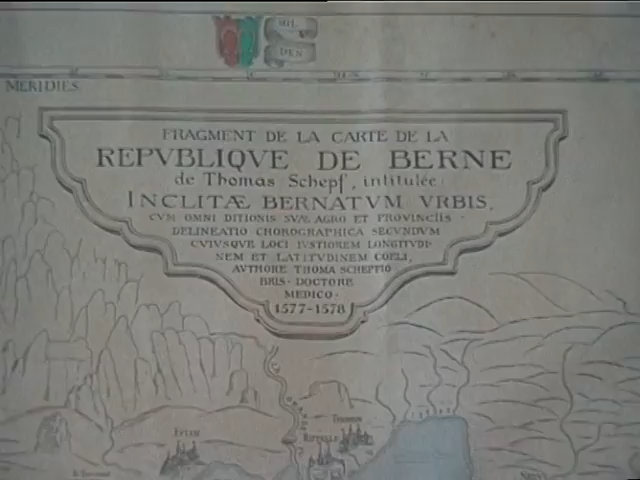 HIL
DEN
MERIDIES
FRAGMENT DE LA CARTE DE LA
REPVBLIQVE DE BERNE
de Thomas Schepf, intitulée:
INCLITÆ BERNATVM VRBIS,
CVM OMNI DITIONIS SVÆ AGRO ET PROVINCIIS
DELINEATIO CHOROGRAPHICA SECVNDVM
CVIVSQVE LOCI IVSTIOREM LONGITVDI-
NEM ET LATITVDINEM COELI,
AVTHORE THOMA SCHEPFIO
BRIS· DOCTORE
MEDICO·
1577-1578